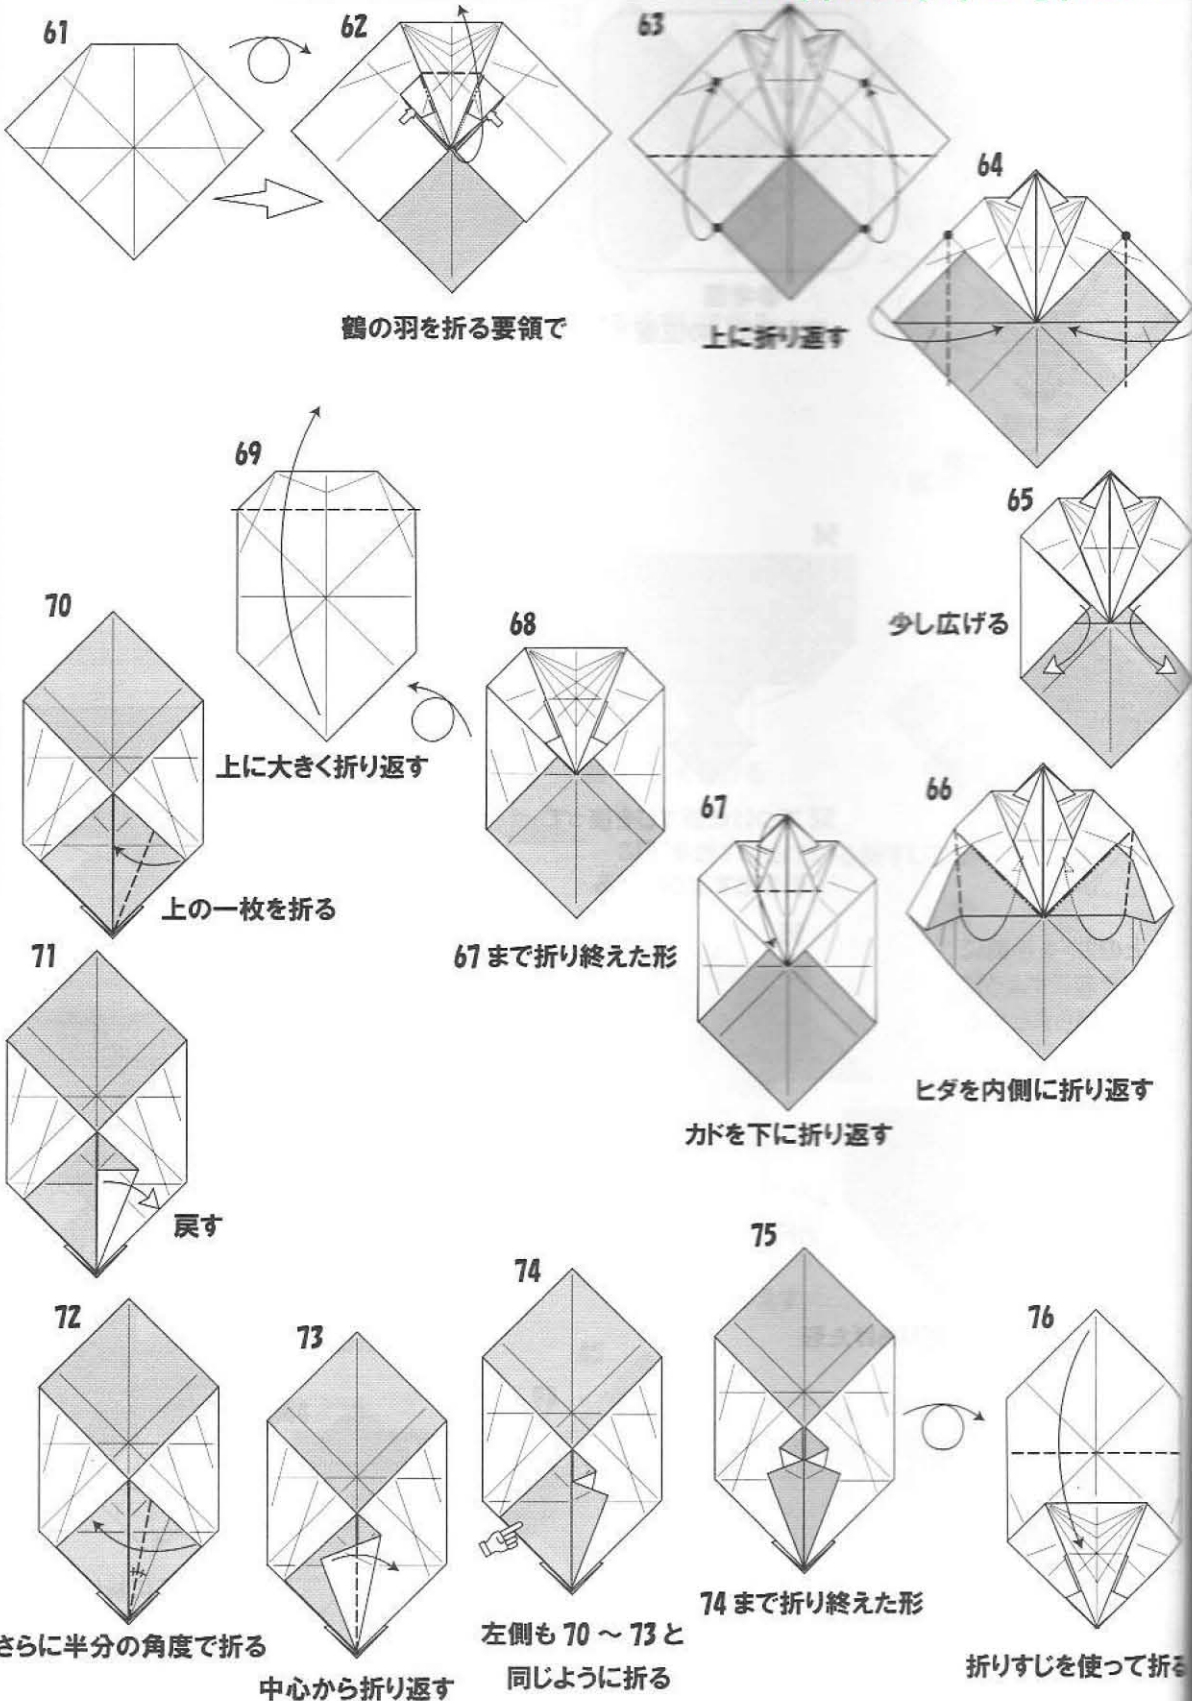 61
62
鶴の羽を折る要領で
63
上に折り返す
64
65
少し広げる
66
ヒダを内側に折り返す
67
カドを下に折り返す
68
67まで折り終えた形
69
上に大きく折り返す
70
上の一枚を折る
71
戻す
72
さらに半分の角度で折る
73
中心から折り返す
74
左側も70〜73と
同じように折る
75
74まで折り終えた形
76
折りすじを使って折る